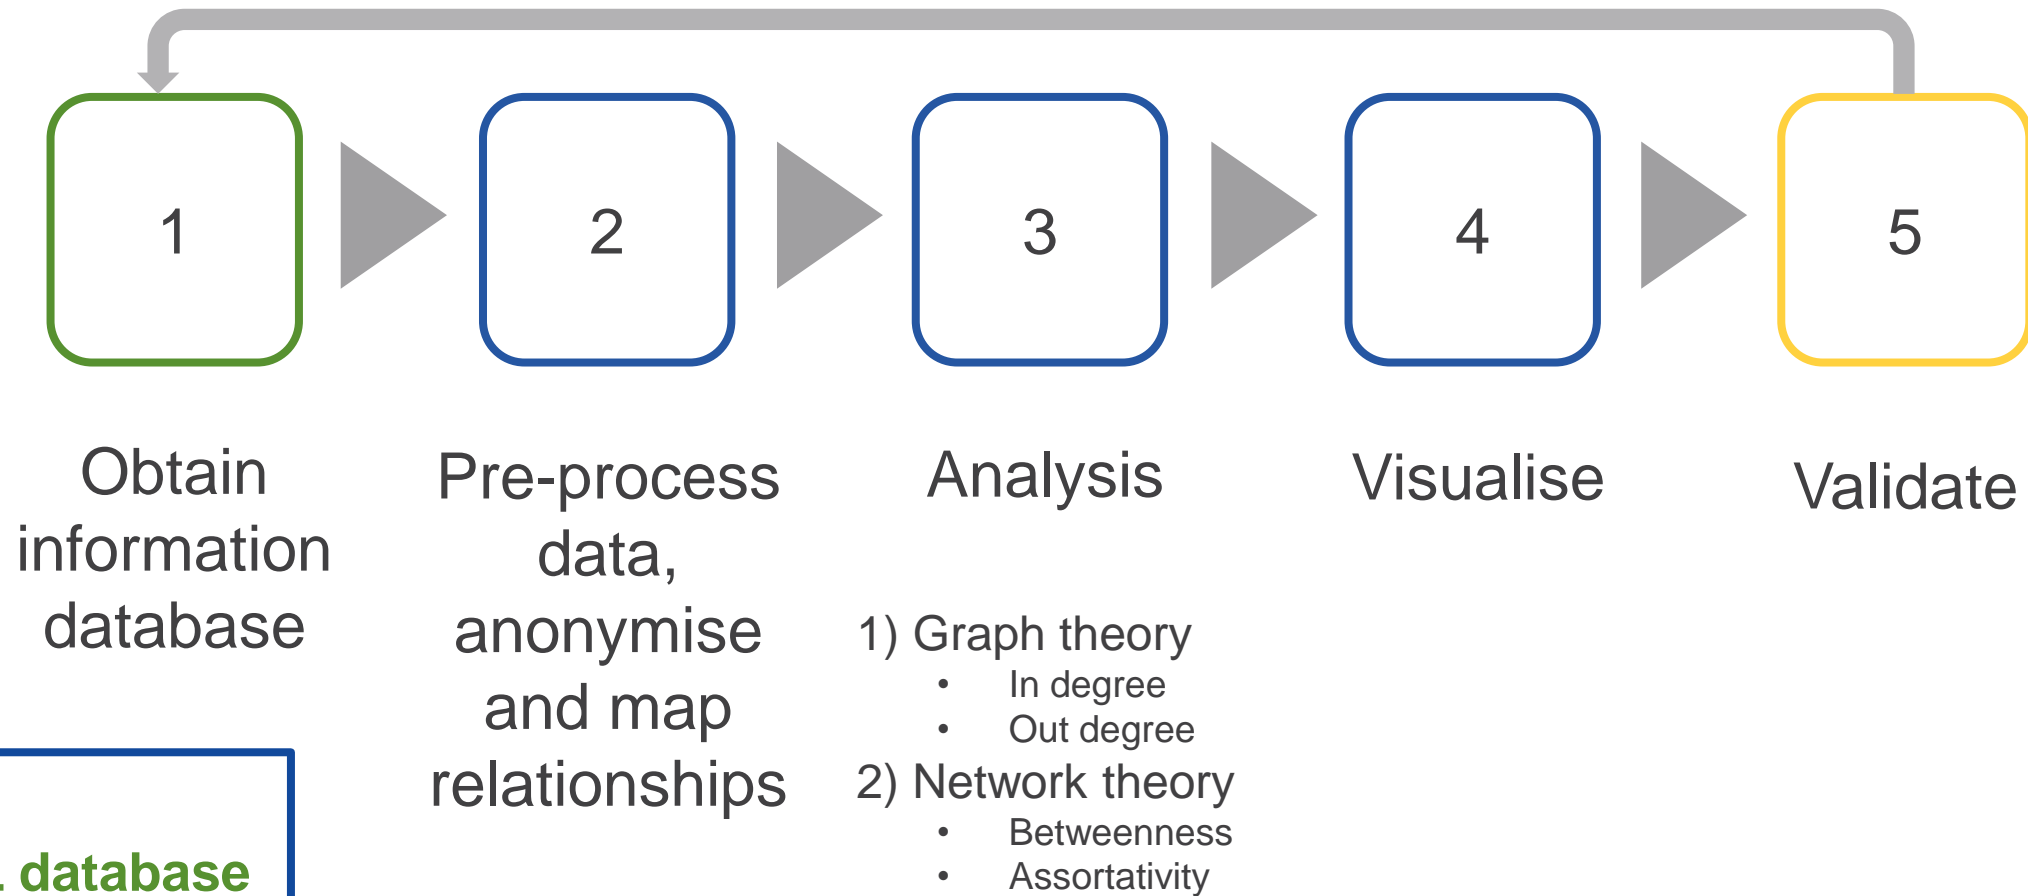 1
2
3
4
5
Obtain
information
database
Pre-process
data,
anonymise
and map
relationships
Analysis
1) Graph theory
• In degree
• Out degree
2) Network theory
• Betweenness
• Assortativity
Visualise
Validate
database